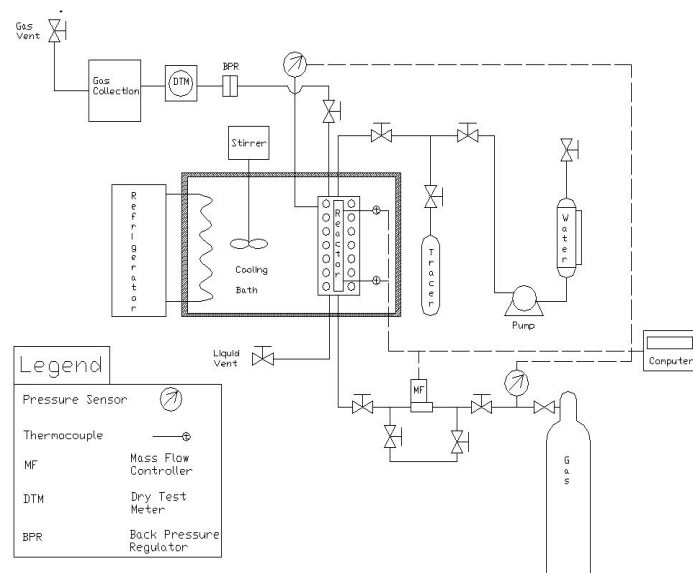 Gas
Vent
Gas
Collection
DTM
BPR
Stirrer
Refrigerator
Cooling
Bath
Reactor
Tracer
Water
Pump
Liquid
Vent
MF
Computer
Gas
Legend
Pressure Sensor
Thermocouple
MF
Mass Flow
Controller
DTM
Dry Test
Meter
BPR
Back Pressure
Regulator